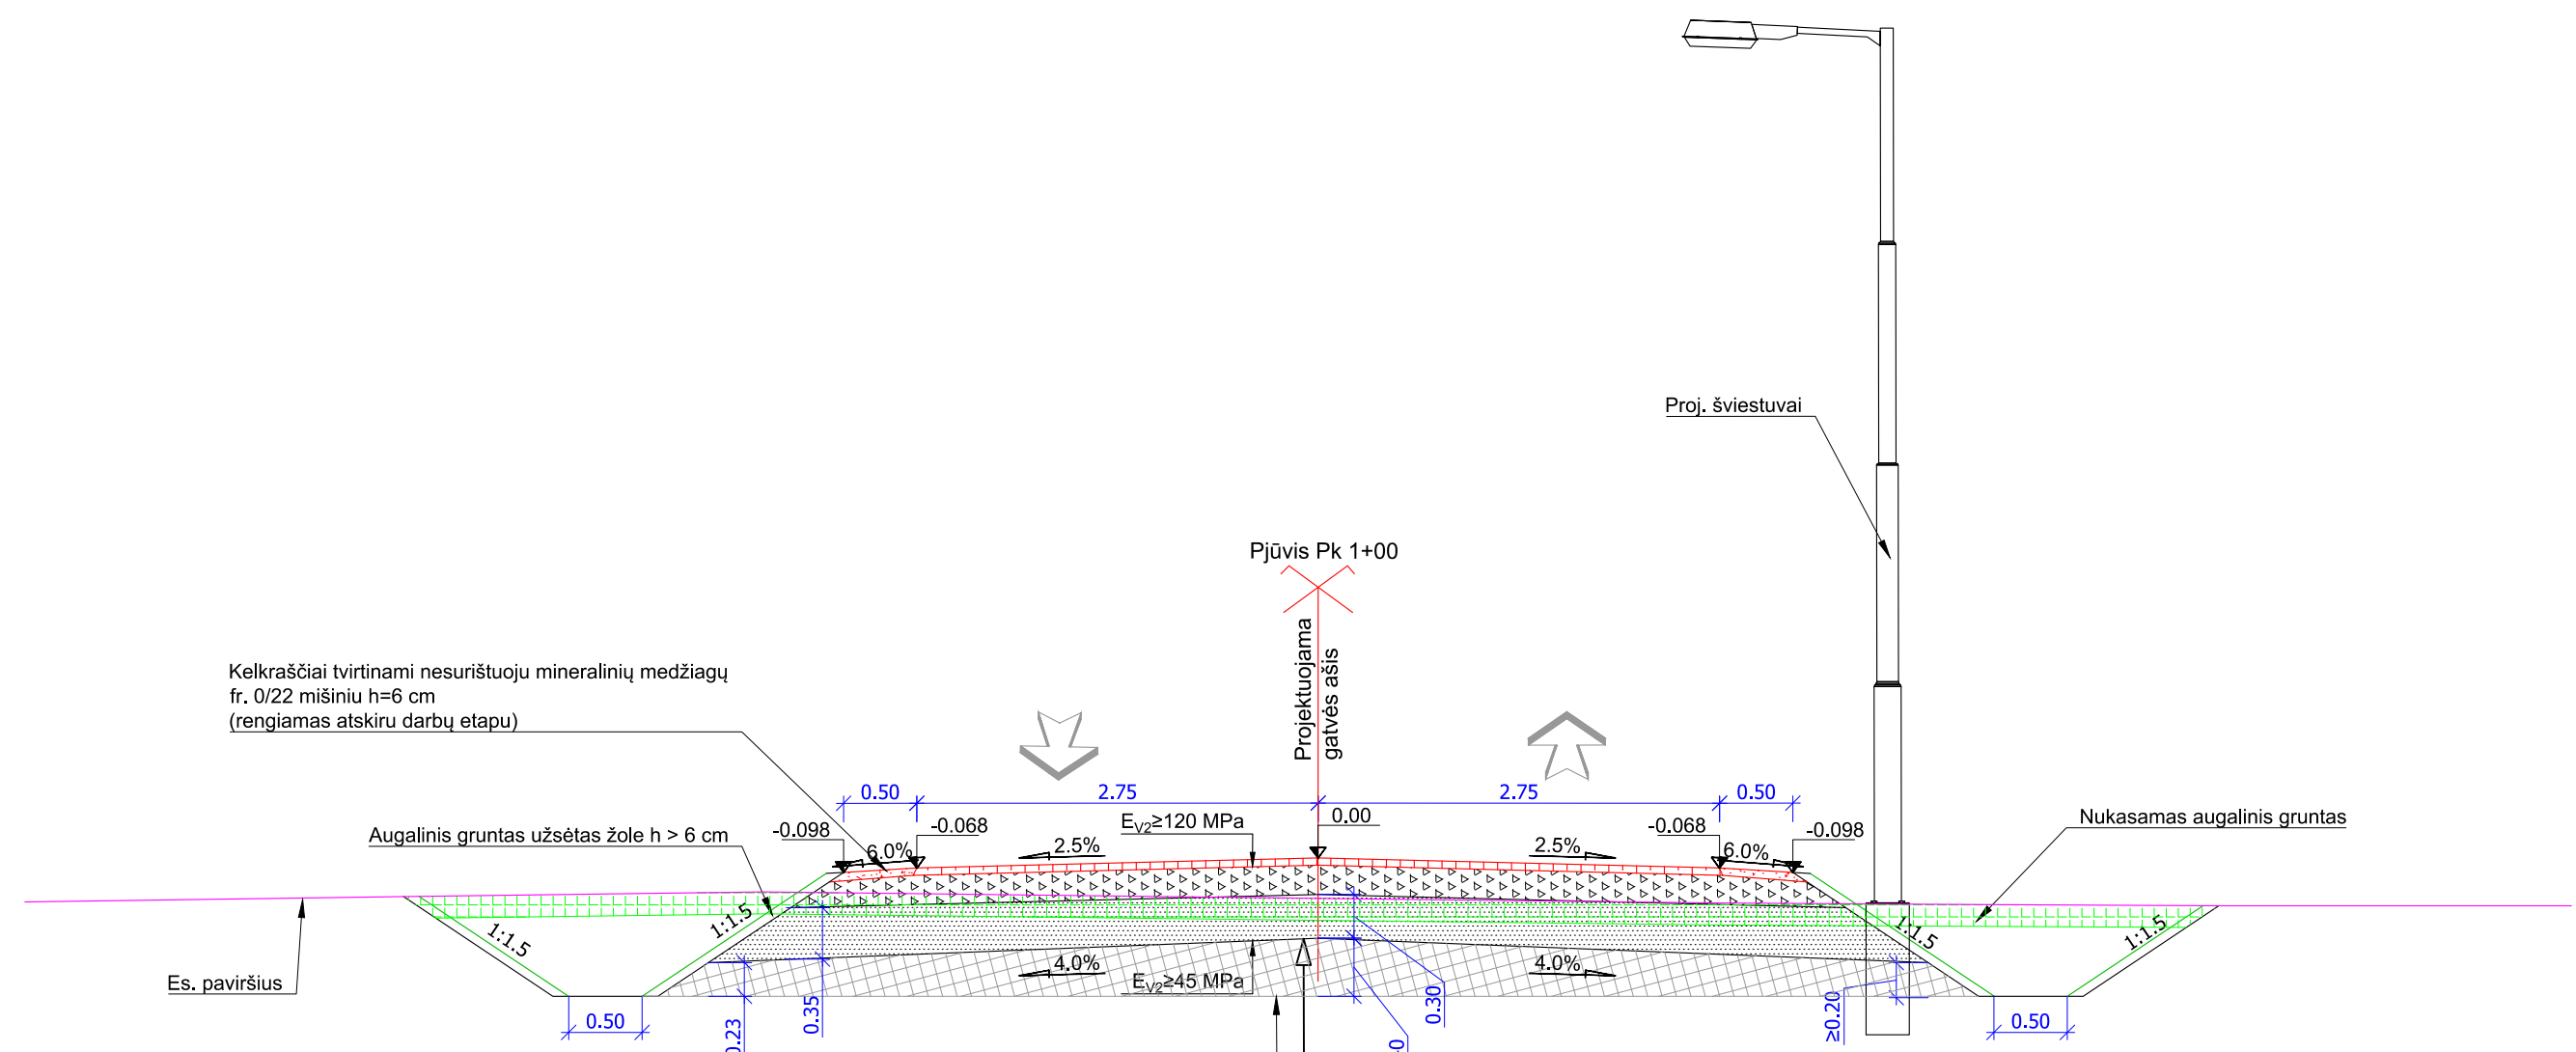 Proj. šviestuvai
Pjūvis Pk 1+00
Projektuojama
gatvės ašis
Kelkraščiai tvirtinami nesurištuoju mineralinių medžiagų
fr. 0/22 mišiniu h=6 cm
(rengiamas atskiru darbų etapu)
0.50
2.75
2.75
0.50
Augalinis gruntas užsėtas žole h > 6 cm
-0.098
-0.068
EV2≥120 MPa
0.00
-0.068
-0.098
Nukasamas augalinis gruntas
6.0%
2.5%
2.5%
6.0%
1:1.5
1:1.5
1:1.5
1:1.5
Es. paviršius
4.0%
EV2≥45 MPa
4.0%
0.50
0.23
0.35
0.30
≥0.20
0.50